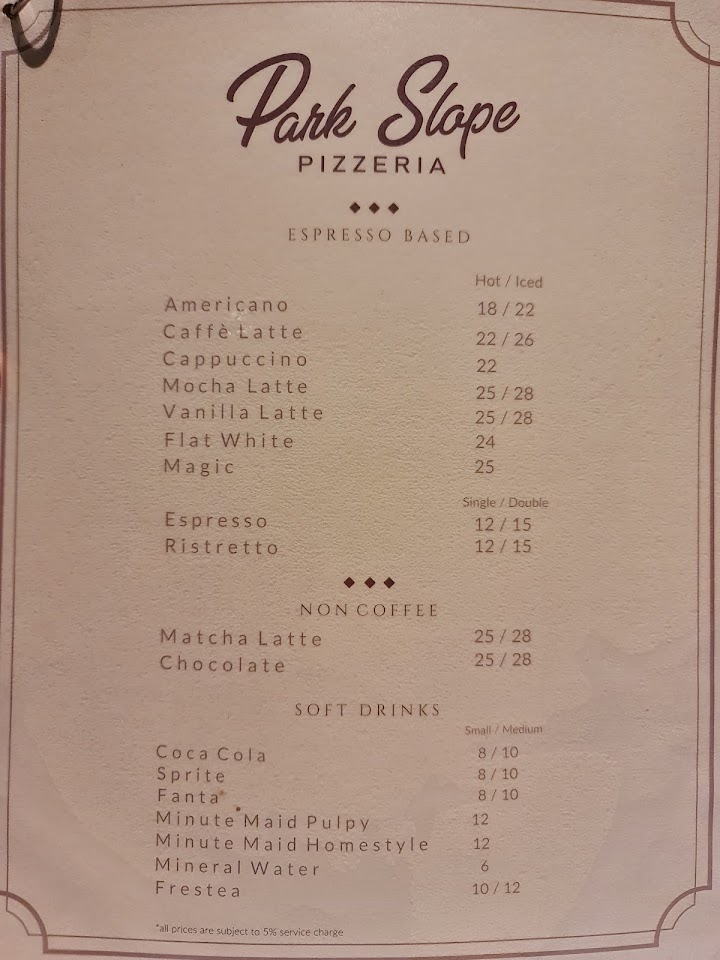 Park Slope
PIZZERIA
ESPRESSO BASED
Hot / Iced
Americano 18 / 22
Caffè Latte 22 / 26
Cappuccino 22
Mocha Latte 25 / 28
Vanilla Latte 25 / 28
Flat White 24
Magic 25
Single / Double
Espresso 12 / 15
Ristretto 12 / 15
NON COFFEE
Matcha Latte 25 / 28
Chocolate 25 / 28
SOFT DRINKS
Small / Medium
Coca Cola 8 / 10
Sprite 8 / 10
Fanta 8 / 10
Minute Maid Pulpy 12
Minute Maid Homestyle 12
Mineral Water 6
Frestea 10 / 12
*all prices are subject to 5% service charge